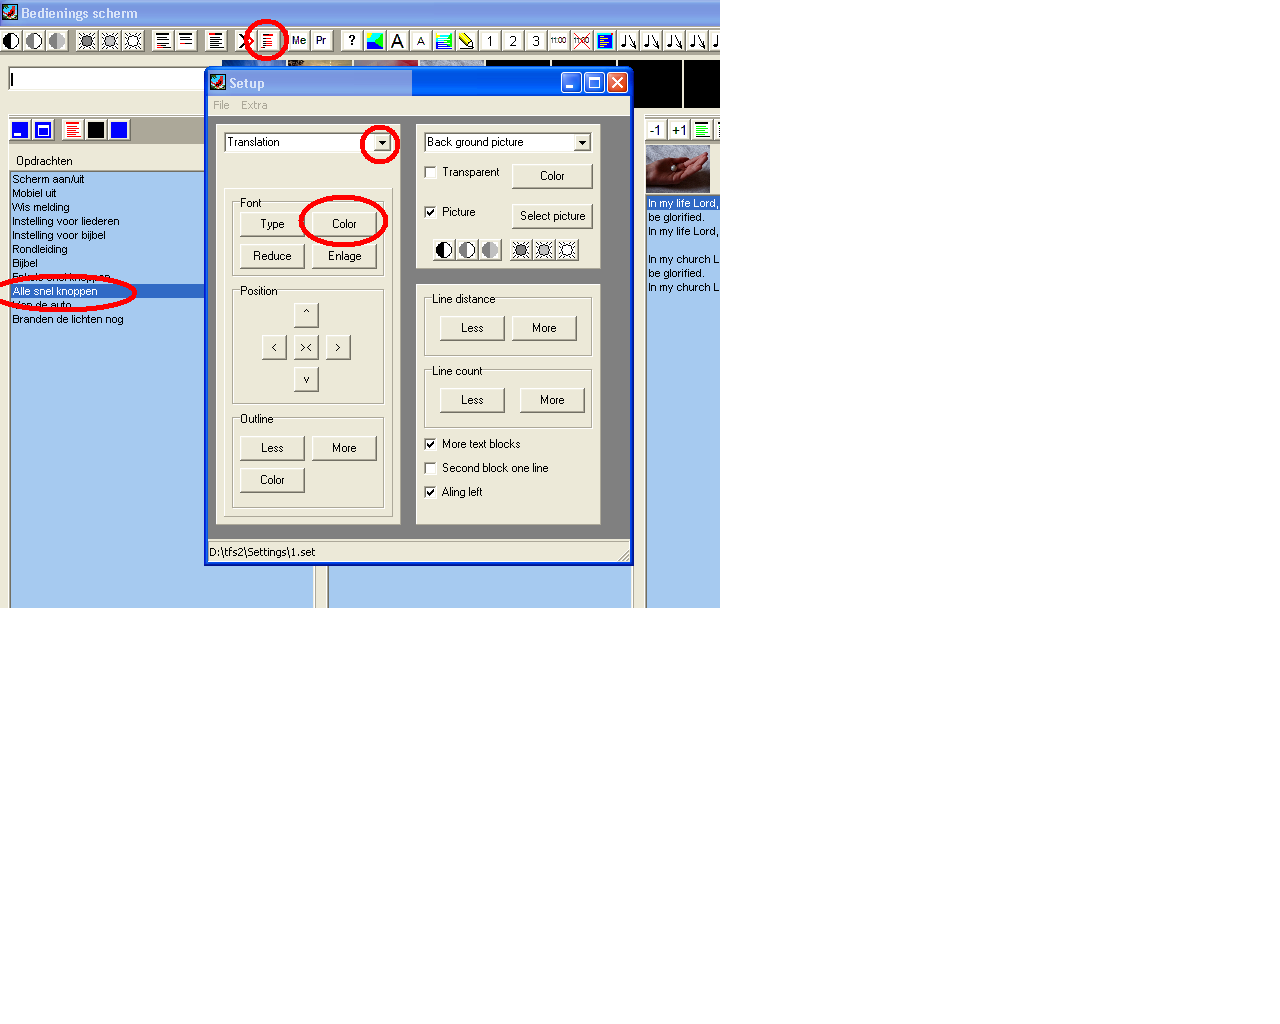 Bedienings scherm
Me Pr ? A A 1 2 3 11:00 11:00
Setup
File Extra
Translation
Back ground picture
-1 +1
Opdrachten
Scherm aan/uit
Mobiel uit
Wis melding
Instelling voor liederen
Instelling voor bijbel
Rondleiding
Bijbel
Alle snel knoppen
Van de auto
Branden de lichten nog
Font
Type Color
Reduce Enlage
Position
^
< >< >
v
Outline
Less More
Color
Transparent Color
Picture Select picture
Line distance
Less More
Line count
Less More
More text blocks
Second block one line
Aling left
D:\tfs2\Settings\1.set
In my life Lord,
be glorified.
In my life Lord,
In my church L
be glorified.
In my church L